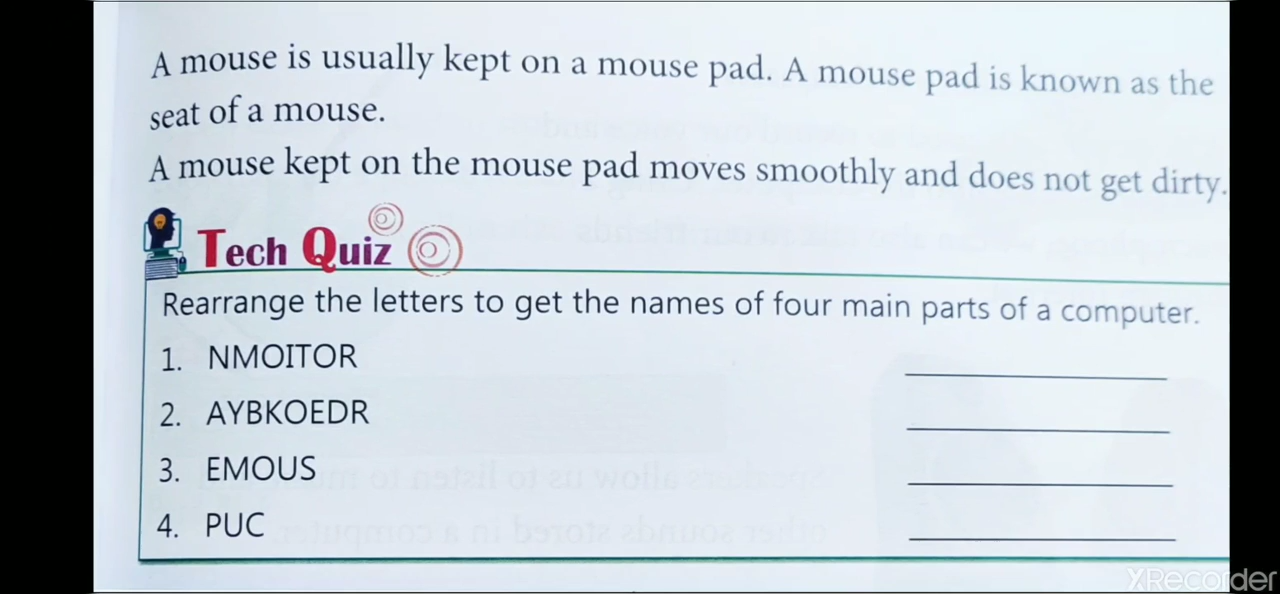 A mouse is usually kept on a mouse pad. A mouse pad is known as the
seat of a mouse.
A mouse kept on the mouse pad moves smoothly and does not get dirty.
Tech Quiz
Rearrange the letters to get the names of four main parts of a computer.
1. NMOITOR
2. AYBKOEDR
3. EMOUS
4. PUC
XRecorder